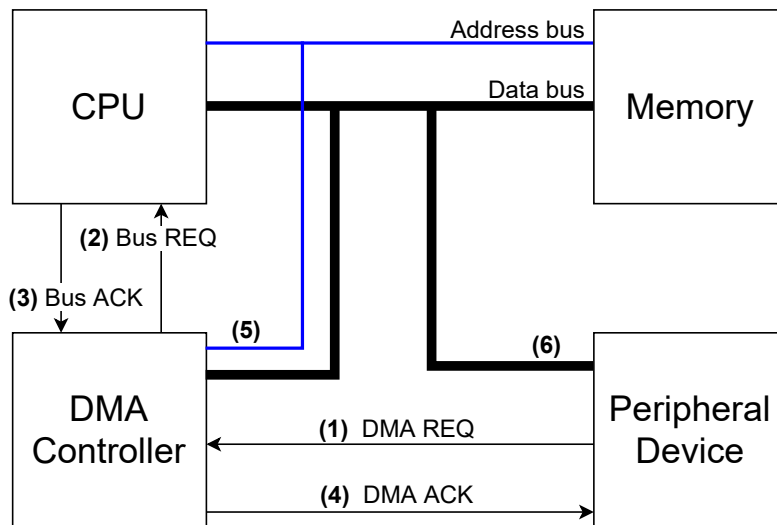 Address bus
CPU
Data bus
Memory
(2) Bus REQ
(3) Bus ACK
(5)
(6)
DMA
Controller
(1) DMA REQ
(4) DMA ACK
Peripheral
Device